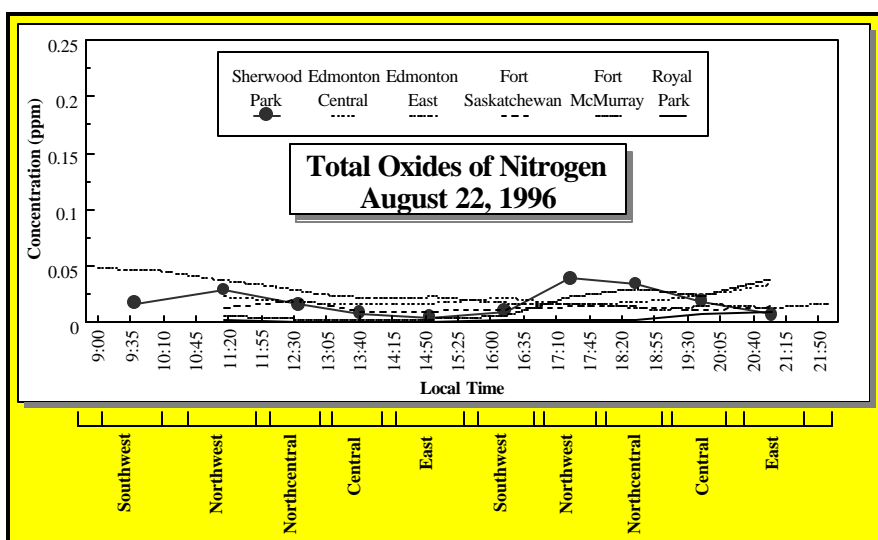 0.25
0.2
0.15
0.1
0.05
0
Concentration (ppm)
Sherwood Edmonton Edmonton Fort Fort Royal
Park Central East Saskatchewan McMurray Park
Total Oxides of Nitrogen
August 22, 1996
9:00 9:35 10:10 10:45 11:20 11:55 12:30 13:05 13:40 14:15 14:50 15:25 16:00 16:35 17:10 17:45 18:20 18:55 19:30 20:05 20:40 21:15 21:50
Local Time
Southwest Northwest Northcentral Central East Southwest Northwest Northcentral Central East